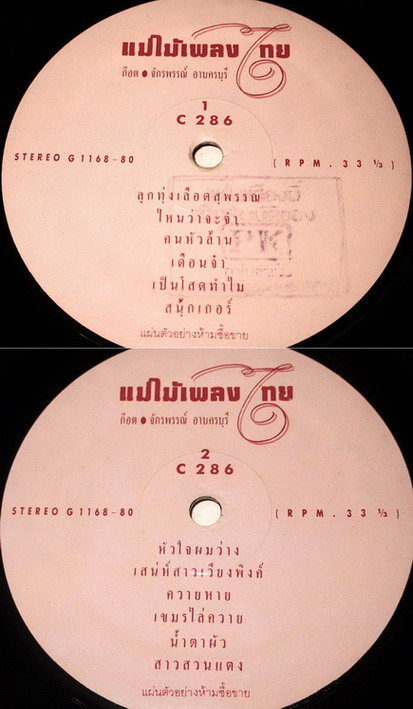 แม่ไม้เพลงไทย
ก๊อต ● จักรพรรณ์ อาบครบุรี
1
C 286
STEREO G 1168-80
( RPM. 33 ⅓ )
ลูกทุ่งเลือดสุพรรณ
ไหนว่าจะจำ
คนหัวล้าน
เดือนจ๋า
เป็นโสดทำไม
สนุ้กเกอร์
แผ่นตัวอย่างห้ามซื้อขาย
แม่ไม้เพลงไทย
ก๊อต ● จักรพรรณ์ อาบครบุรี
2
C 286
STEREO G 1168-80
( RPM. 33 ⅓ )
หัวใจผมว่าง
เสน่ห์สาวเวียงพิงค์
ควายหาย
เขมรไล่ควาย
น้ำตาผัว
สาวสวนแตง
แผ่นตัวอย่างห้ามซื้อขาย